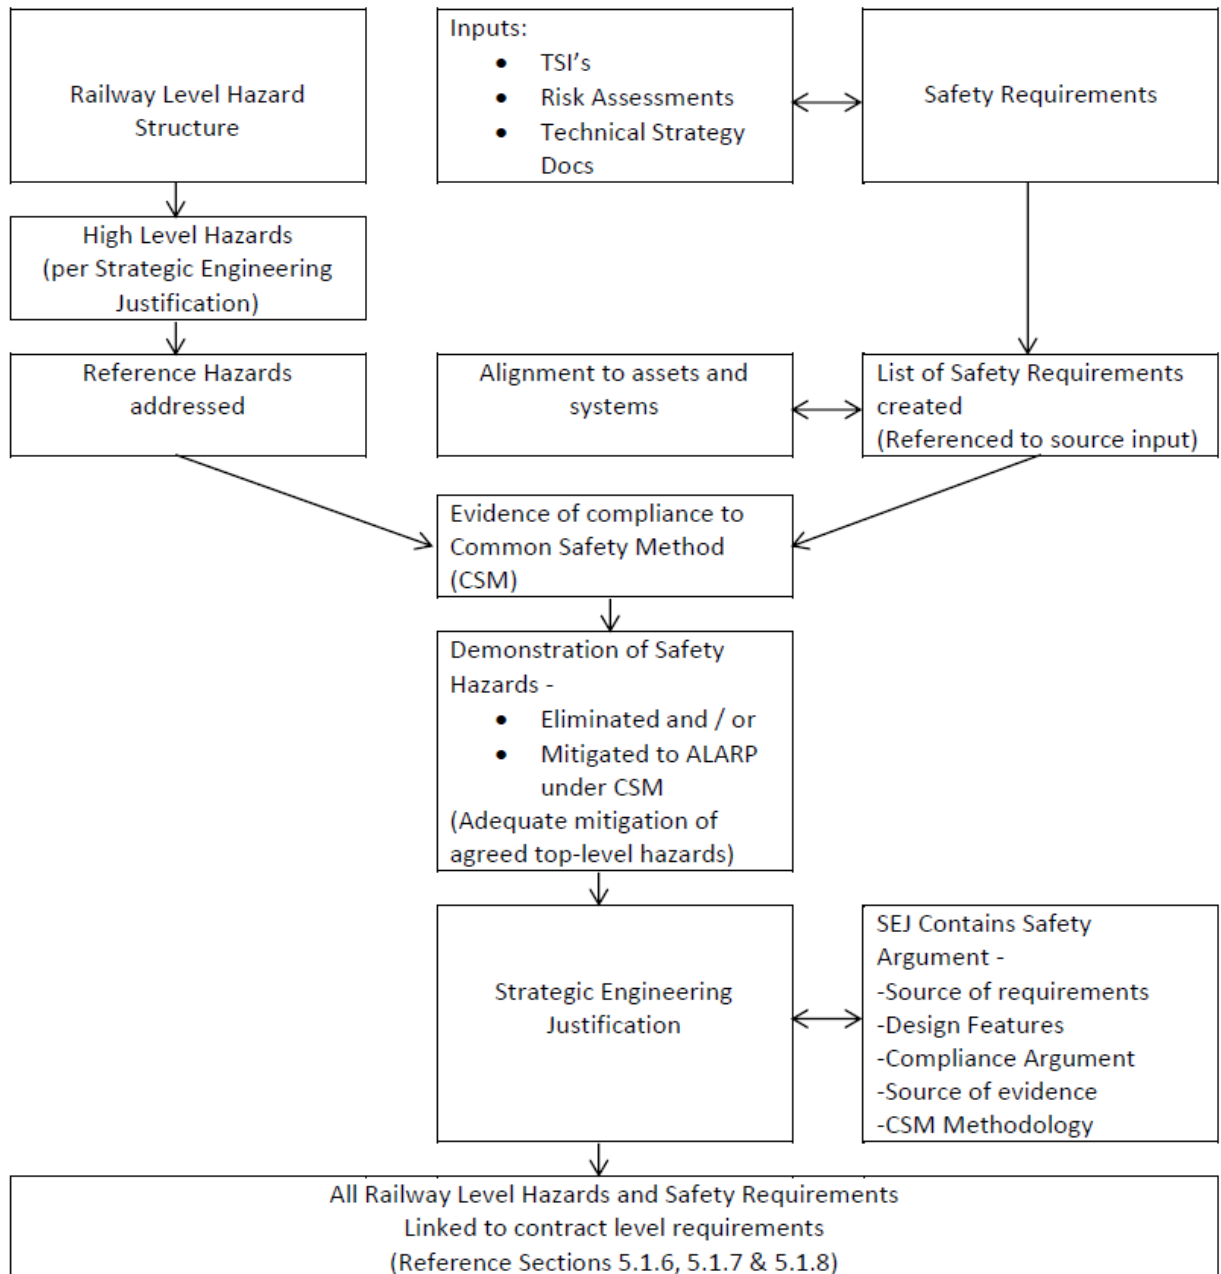 Railway Level Hazard
Structure
Inputs:
• TSI's
• Risk Assessments
• Technical Strategy
Docs
Safety Requirements
High Level Hazards
(per Strategic Engineering
Justification)
Reference Hazards
addressed
Alignment to assets and
systems
List of Safety Requirements
created
(Referenced to source input)
Evidence of compliance to
Common Safety Method
(CSM)
Demonstration of Safety
Hazards -
• Eliminated and / or
• Mitigated to ALARP
under CSM
(Adequate mitigation of
agreed top-level hazards)
Strategic Engineering
Justification
SEJ Contains Safety
Argument -
-Source of requirements
-Design Features
-Compliance Argument
-Source of evidence
-CSM Methodology
All Railway Level Hazards and Safety Requirements
Linked to contract level requirements
(Reference Sections 5.1.6, 5.1.7 & 5.1.8)